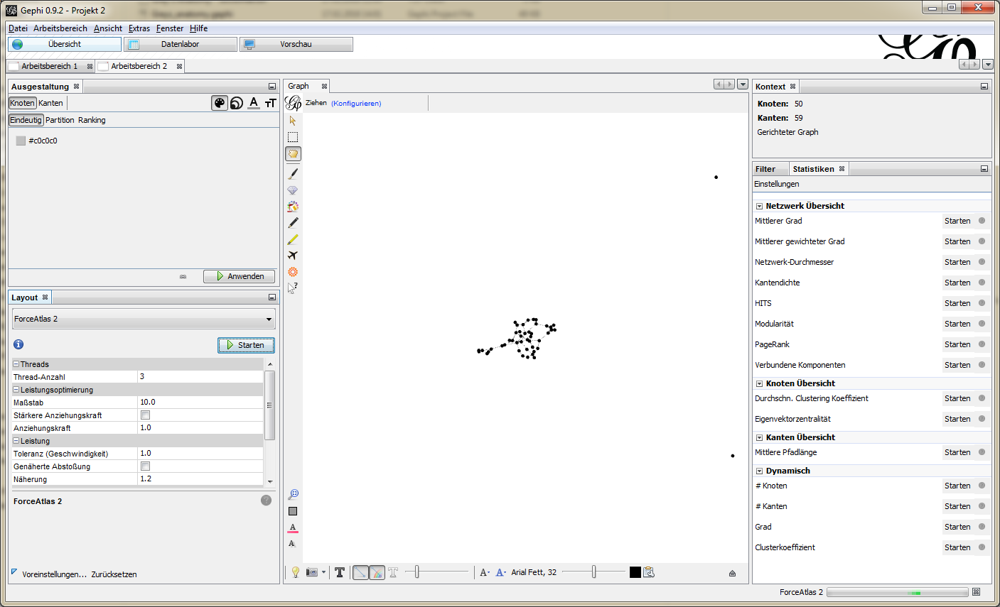 Gephi 0.9.2 - Projekt 2
Datei Arbeitsbereich Ansicht Extras Fenster Hilfe
Übersicht Datenlabor Vorschau
Arbeitsbereich 1 Arbeitsbereich 2
Ausgestaltung
Knoten Kanten A TT
Eindeutig Partition Ranking
#c0c0c0
Anwenden
Layout
ForceAtlas 2
Starten
Threads
Thread-Anzahl 3
Leistungsoptimierung
Maßstab 10.0
Stärkere Anziehungskraft
Anziehungskraft 1.0
Leistung
Toleranz (Geschwindigkeit) 1.0
Genäherte Abstoßung
Näherung 1.2
ForceAtlas 2
Voreinstellungen... Zurücksetzen
Graph
Ziehen (Konfigurieren)
A
A
T T A- A- Arial Fett, 32
Kontext
Knoten: 50
Kanten: 59
Gerichteter Graph
Filter Statistiken
Einstellungen
Netzwerk Übersicht
Mittlerer Grad Starten
Mittlerer gewichteter Grad Starten
Netzwerk-Durchmesser Starten
Kantendichte Starten
HITS Starten
Modularität Starten
PageRank Starten
Verbundene Komponenten Starten
Knoten Übersicht
Durchschn. Clustering Koeffizient Starten
Eigenvektorzentralität Starten
Kanten Übersicht
Mittlere Pfadlänge Starten
Dynamisch
# Knoten Starten
# Kanten Starten
Grad Starten
Clusterkoeffizient Starten
ForceAtlas 2